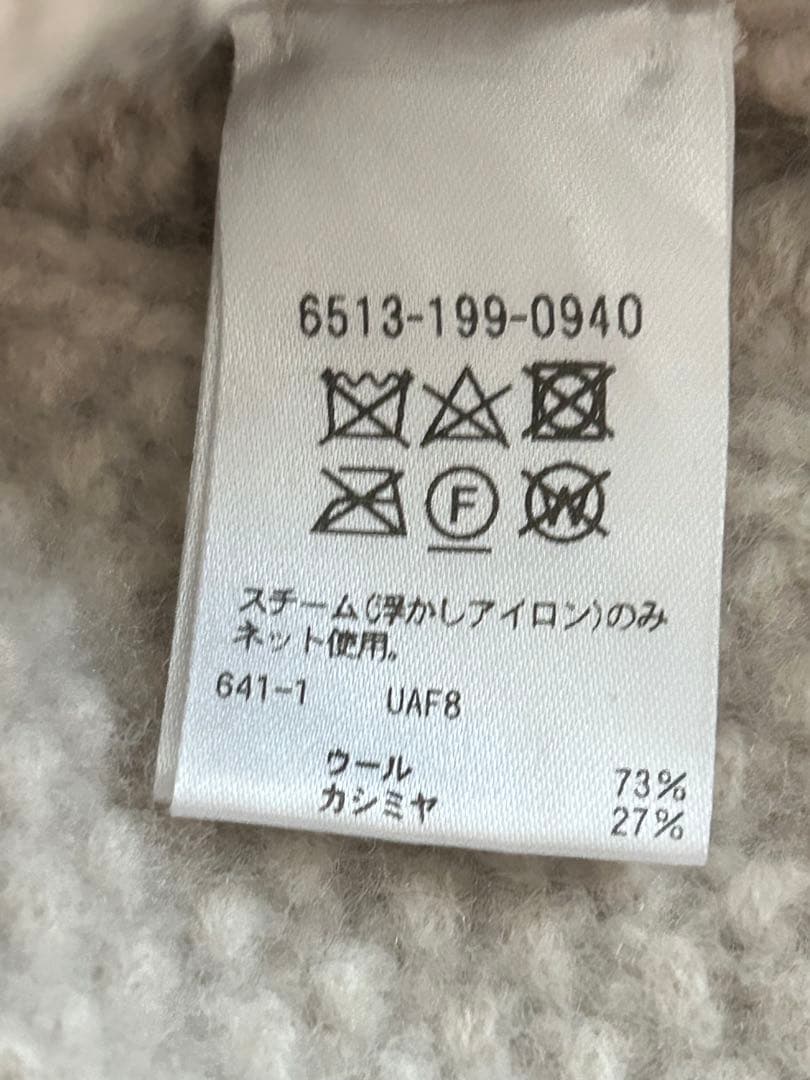 6513-199-0940
F W
スチーム(浮かしアイロン)のみ
ネット使用。
641-1 UAF8
ウール 73%
カシミヤ 27%